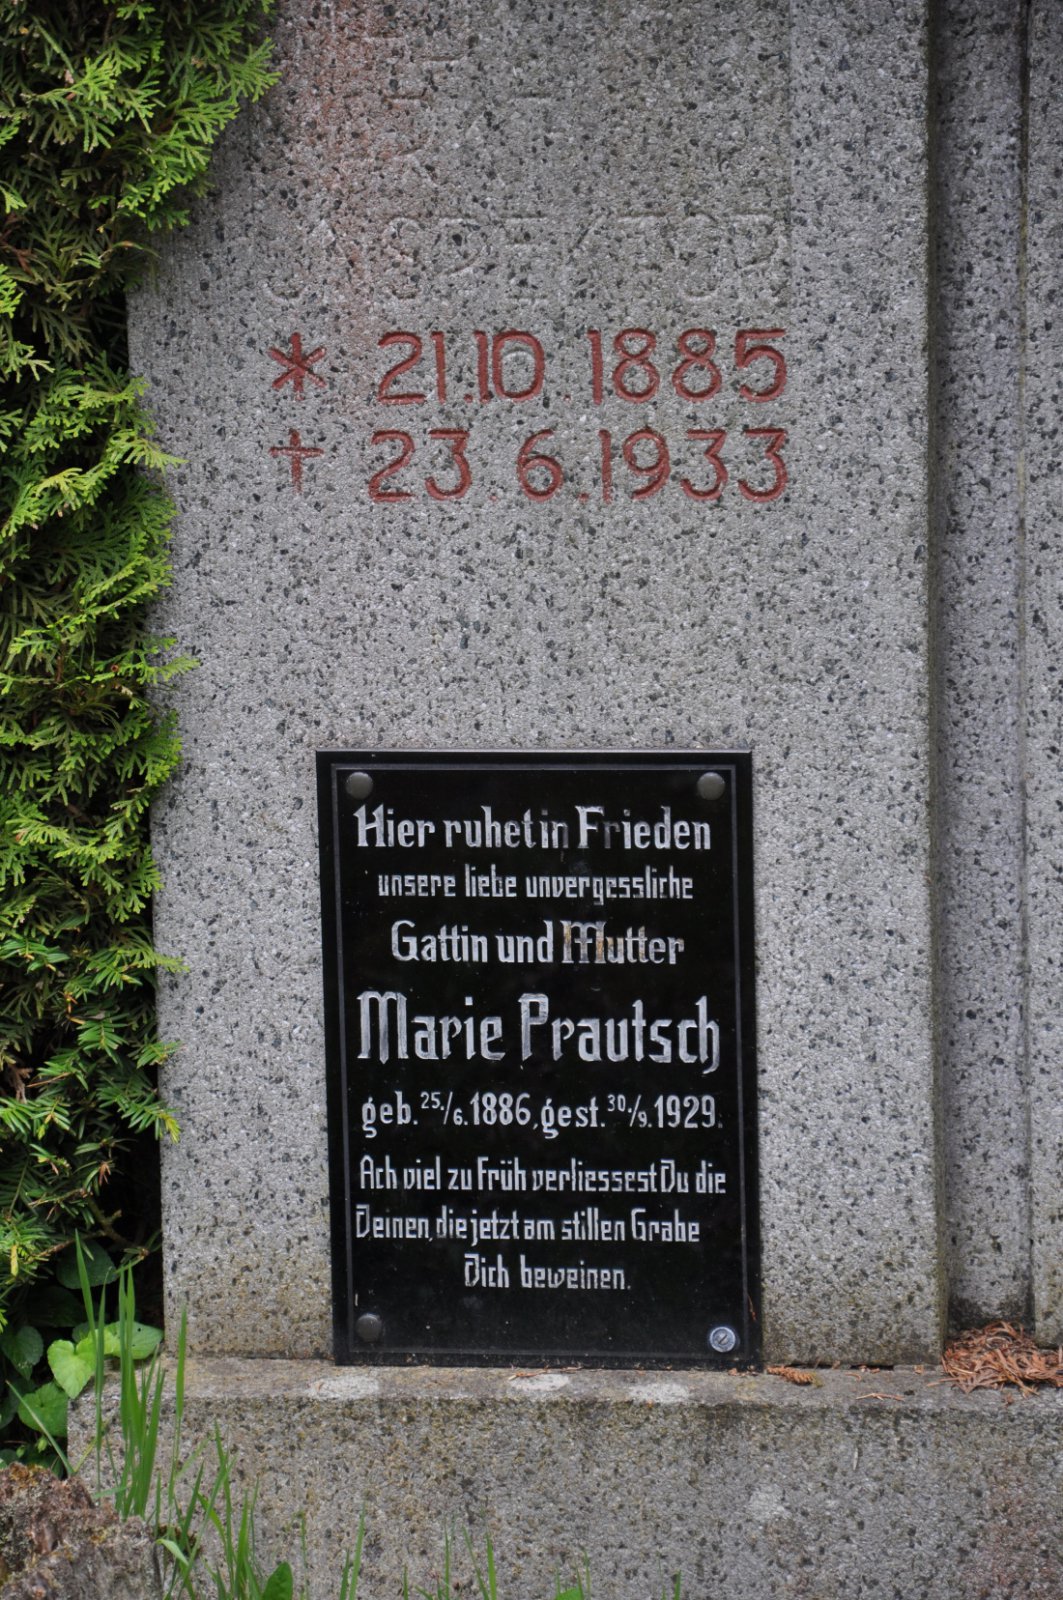 INSPEKTOR
* 21.10.1885
† 23.6.1933
Hier ruhet in Frieden
unsere liebe unvergessliche
Gattin und Mutter
Marie Prautsch
geb. 25./6. 1886, gest. 30./9. 1929.
Ach viel zu Früh verliessest Du die
Deinen, die jetzt am stillen Grabe
Dich beweinen.